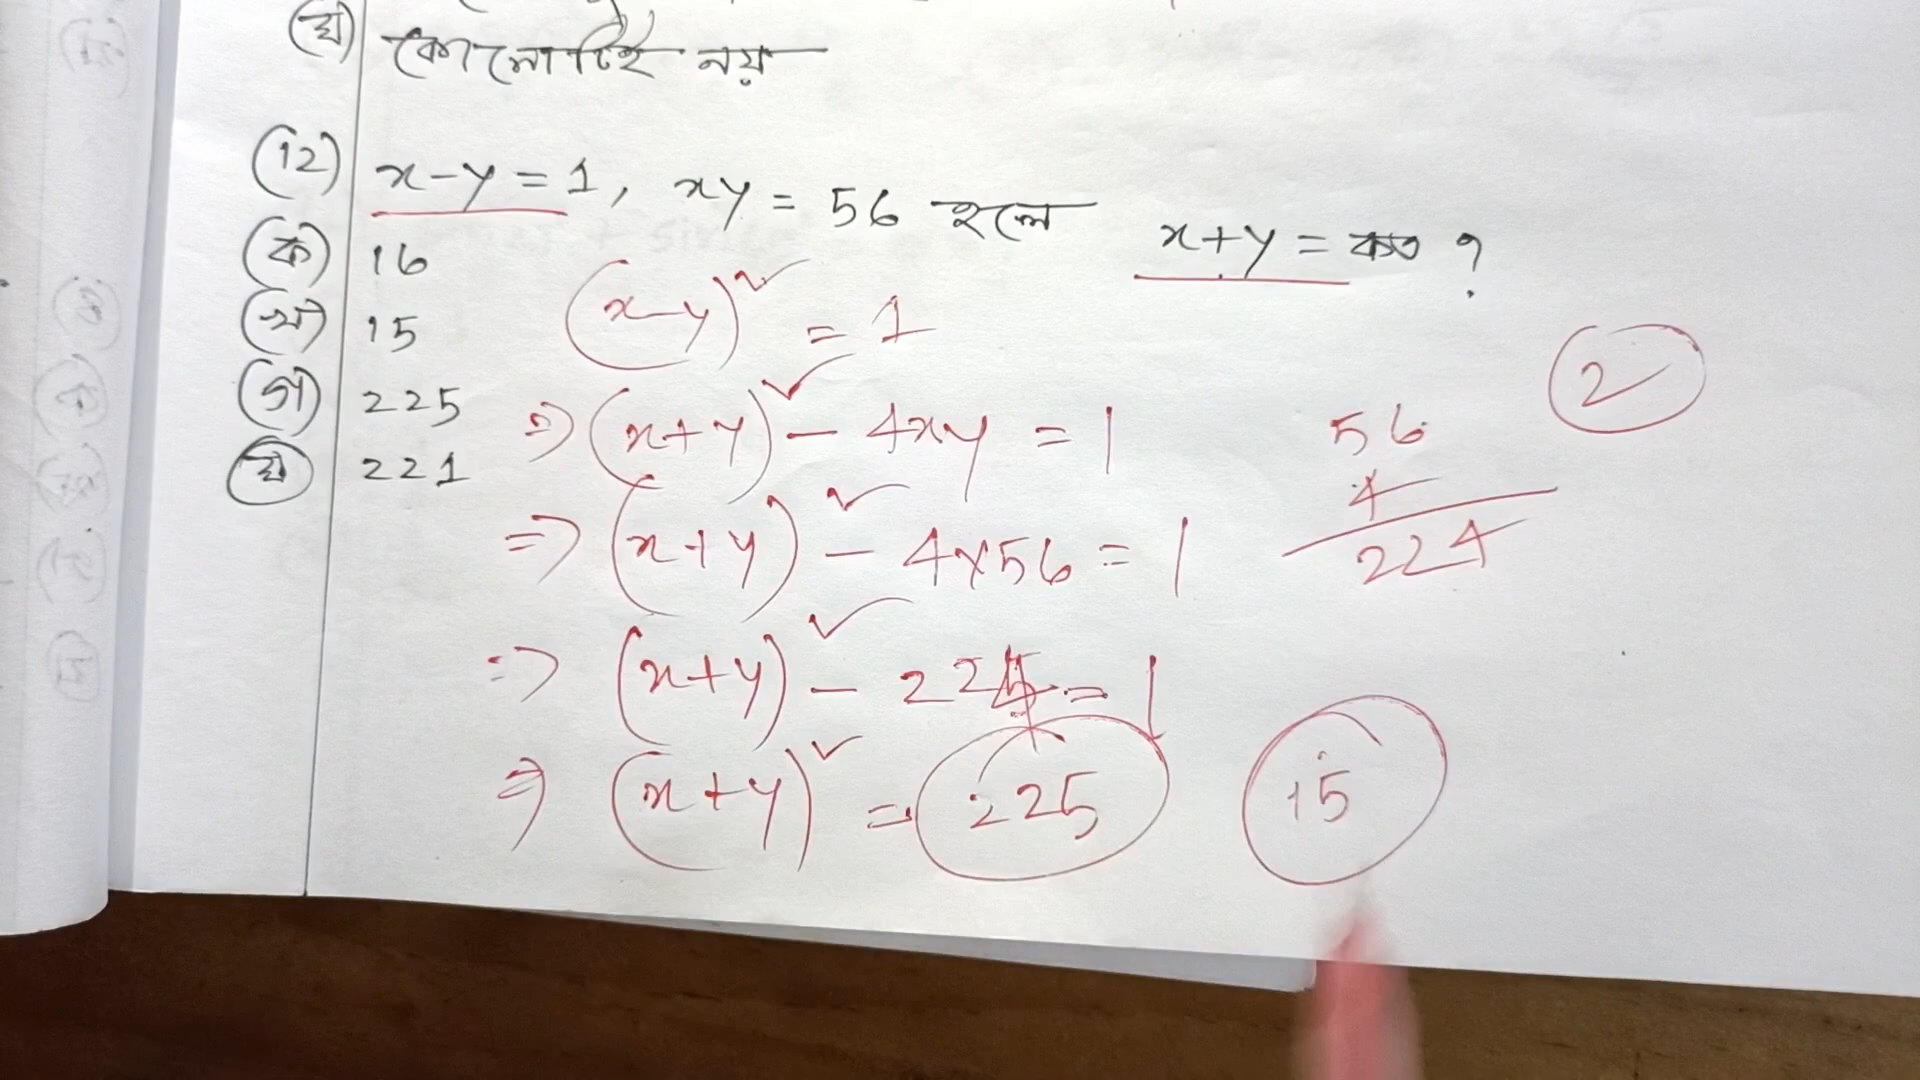 (ঘ) কোনোটিই নয়
(12) x-y = 1, xy = 56 হলে x+y = কত ?
(ক) 16
(খ) 15
(গ) 225
(ঘ) 221
(x-y)² = 1
⇒ (x+y)² - 4xy = 1
⇒ (x+y)² - 4×56 = 1
⇒ (x+y)² - 224 = 1
⇒ (x+y)² = 225
15
56
4
224
2